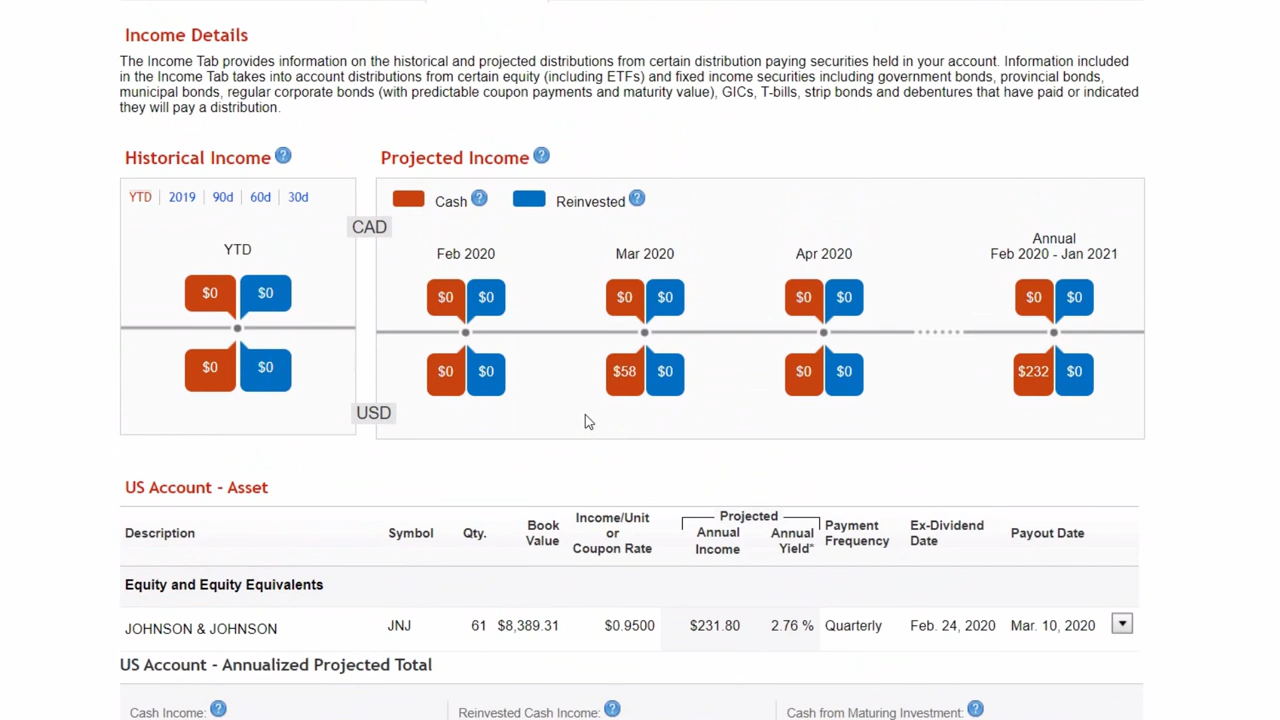 Income Details
The Income Tab provides information on the historical and projected distributions from certain distribution paying securities held in your account. Information included
in the Income Tab takes into account distributions from certain equity (including ETFs) and fixed income securities including government bonds, provincial bonds,
municipal bonds, regular corporate bonds (with predictable coupon payments and maturity value), GICs, T-bills, strip bonds and debentures that have paid or indicated
they will pay a distribution.
Historical Income ?
Projected Income ?
YTD | 2019 | 90d | 60d | 30d
Cash ? Reinvested ?
CAD
YTD
Feb 2020
Mar 2020
Apr 2020
Annual
Feb 2020 - Jan 2021
$0 $0
$0 $0
$0 $0
$0 $0
$0 $0
$0 $0
$0 $0
$58 $0
$0 $0
$232 $0
USD
US Account - Asset
Description
Symbol
Qty.
Book
Value
Income/Unit
or
Coupon Rate
Projected
Annual
Income
Annual
Yield*
Payment
Frequency
Ex-Dividend
Date
Payout Date
Equity and Equity Equivalents
JOHNSON & JOHNSON JNJ 61 $8,389.31 $0.9500 $231.80 2.76 % Quarterly Feb. 24, 2020 Mar. 10, 2020
US Account - Annualized Projected Total
Cash Income: ? Reinvested Cash Income: ? Cash from Maturing Investment: ?